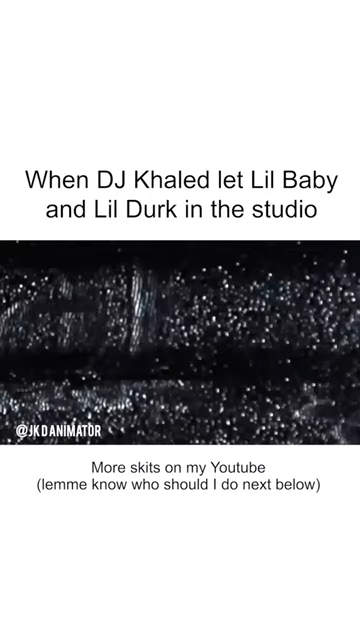 When DJ Khaled let Lil Baby
and Lil Durk in the studio
@JKDANIMATOR
More skits on my Youtube
(lemme know who should I do next below)